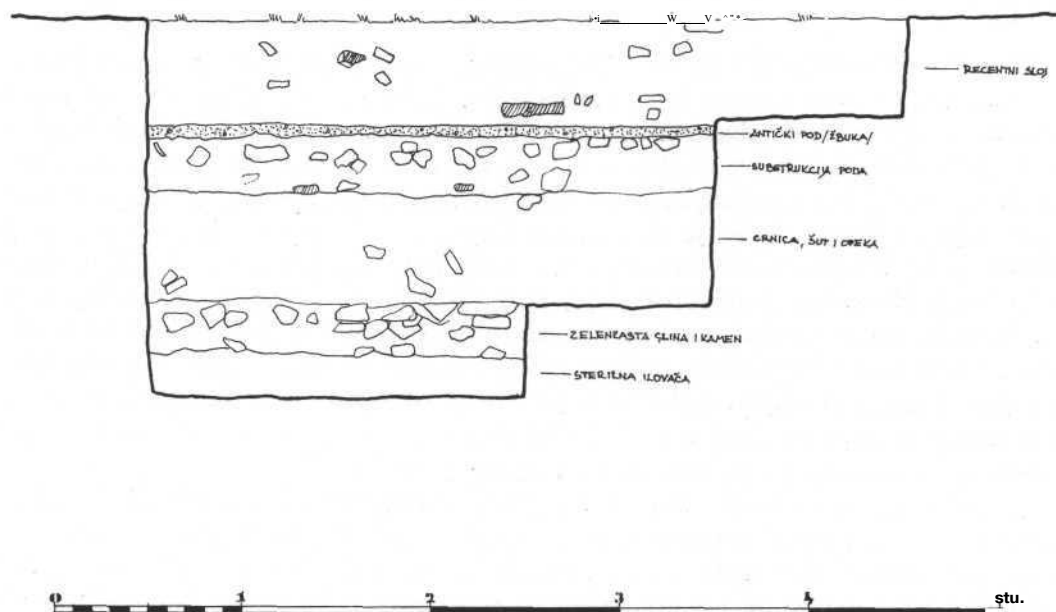 RECENTNI SLOJ
ANTIČKI POD/ŽBUKA/
SUBSTRUKCIJA PODA
CRNICA, ŠUT I OPEKA
ZELENKASTA GLINA I KAMEN
STERILNA ILOVAČA
0 1 2 3 4 štu.